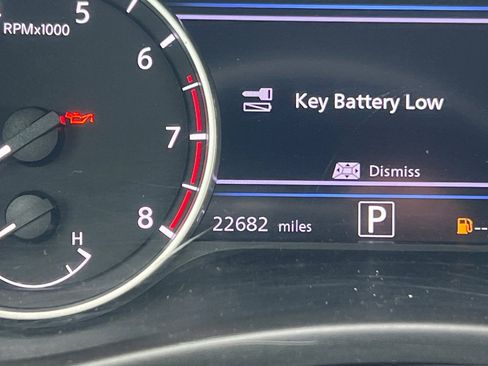 5
RPMx1000
6
7
8
H
Key Battery Low
Dismiss
22682 miles
P
--